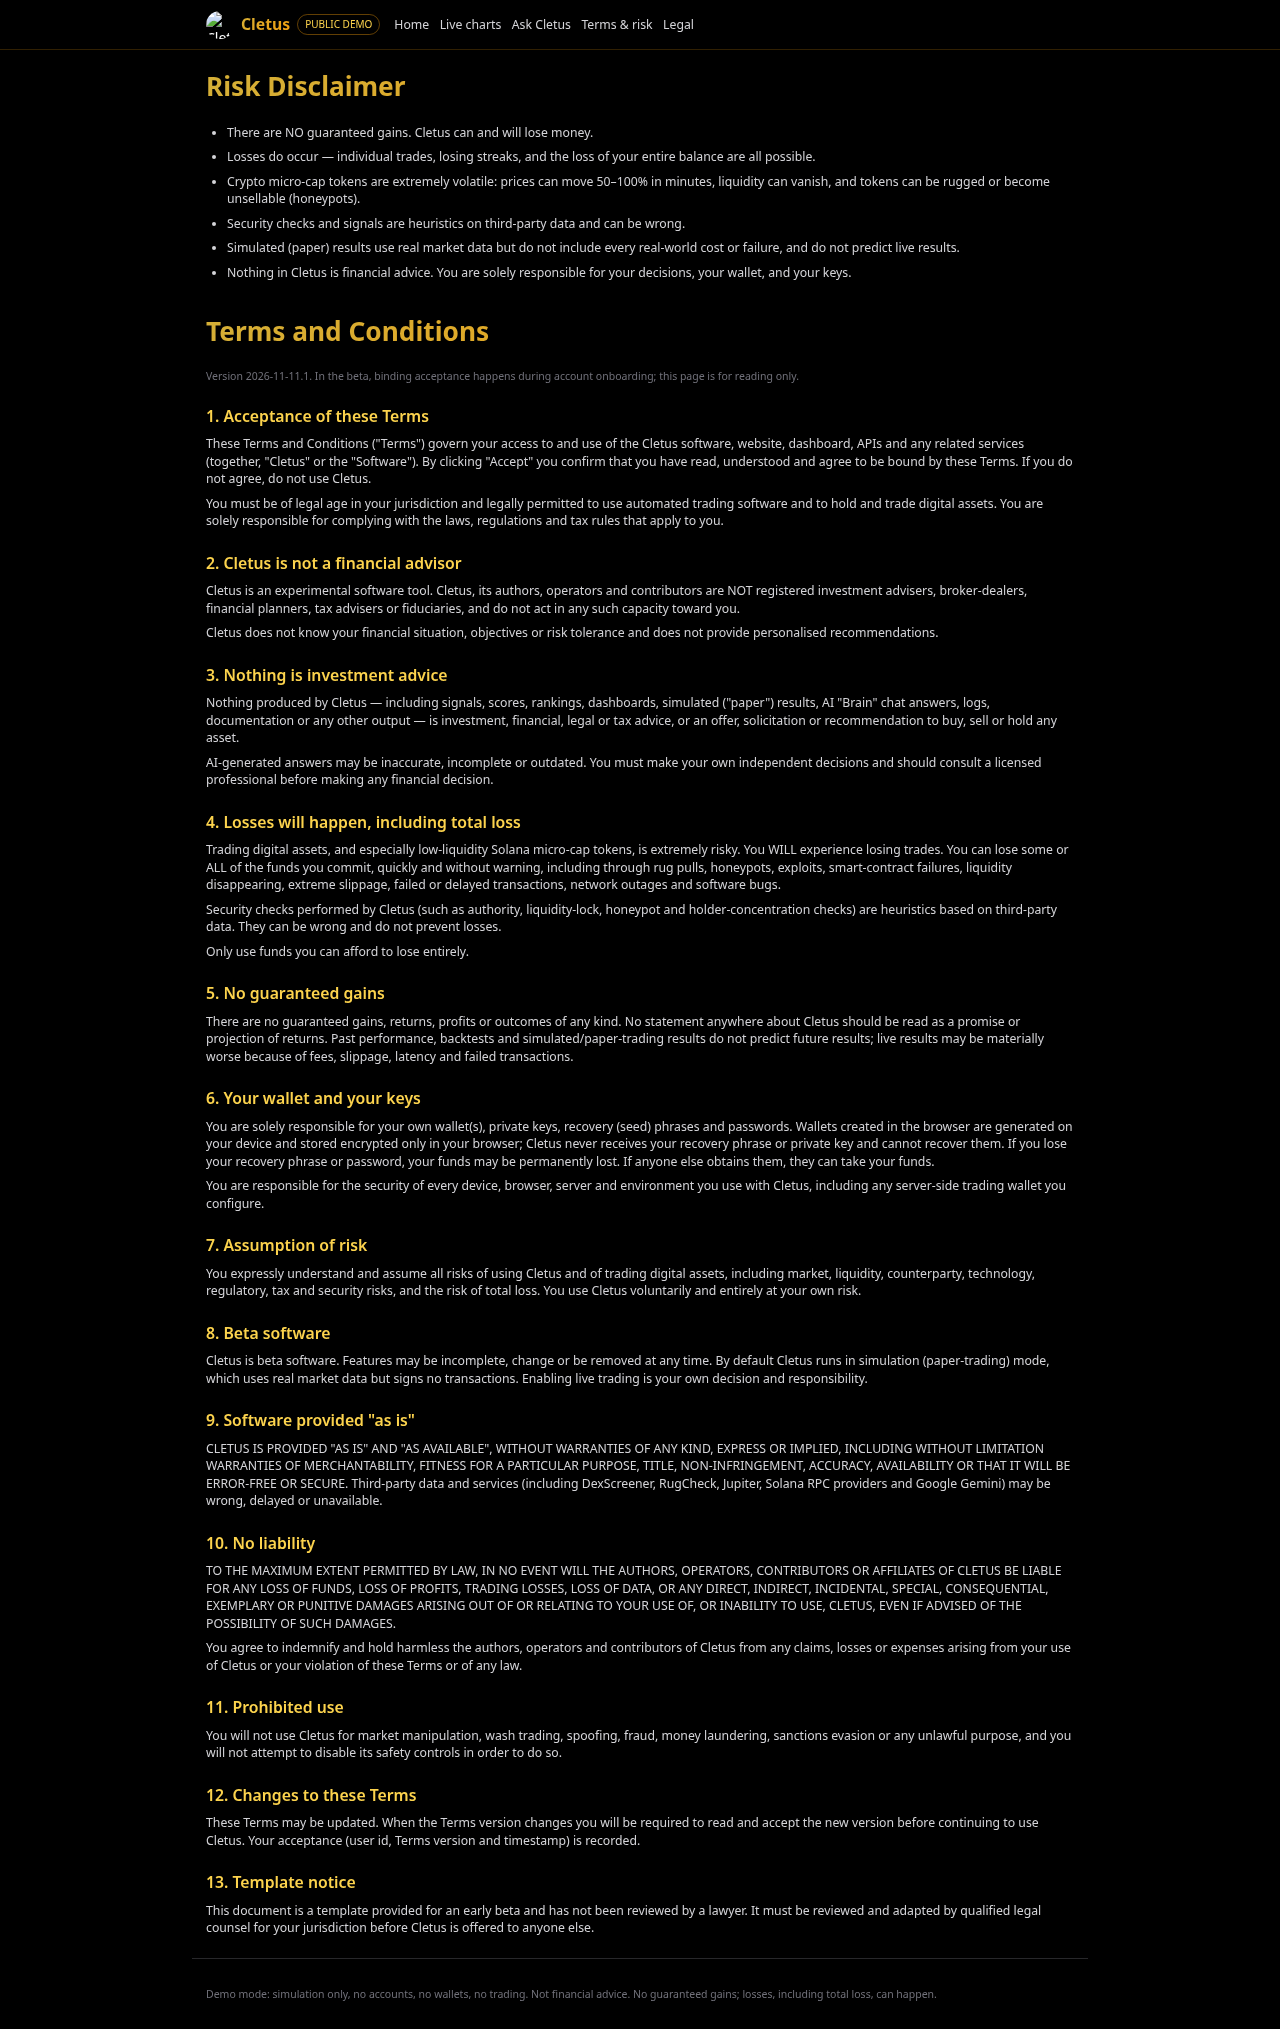 Cletus PUBLIC DEMO Home Live charts Ask Cletus Terms & risk Legal
Risk Disclaimer
• There are NO guaranteed gains. Cletus can and will lose money.
• Losses do occur — individual trades, losing streaks, and the loss of your entire balance are all possible.
• Crypto micro-cap tokens are extremely volatile: prices can move 50–100% in minutes, liquidity can vanish, and tokens can be rugged or become
unsellable (honeypots).
• Security checks and signals are heuristics on third-party data and can be wrong.
• Simulated (paper) results use real market data but do not include every real-world cost or failure, and do not predict live results.
• Nothing in Cletus is financial advice. You are solely responsible for your decisions, your wallet, and your keys.
Terms and Conditions
Version 2026-11-11.1. In the beta, binding acceptance happens during account onboarding; this page is for reading only.
1. Acceptance of these Terms
These Terms and Conditions ("Terms") govern your access to and use of the Cletus software, website, dashboard, APIs and any related services
(together, "Cletus" or the "Software"). By clicking "Accept" you confirm that you have read, understood and agree to be bound by these Terms. If you do
not agree, do not use Cletus.
You must be of legal age in your jurisdiction and legally permitted to use automated trading software and to hold and trade digital assets. You are
solely responsible for complying with the laws, regulations and tax rules that apply to you.
2. Cletus is not a financial advisor
Cletus is an experimental software tool. Cletus, its authors, operators and contributors are NOT registered investment advisers, broker-dealers,
financial planners, tax advisers or fiduciaries, and do not act in any such capacity toward you.
Cletus does not know your financial situation, objectives or risk tolerance and does not provide personalised recommendations.
3. Nothing is investment advice
Nothing produced by Cletus — including signals, scores, rankings, dashboards, simulated ("paper") results, AI "Brain" chat answers, logs,
documentation or any other output — is investment, financial, legal or tax advice, or an offer, solicitation or recommendation to buy, sell or hold any
asset.
AI-generated answers may be inaccurate, incomplete or outdated. You must make your own independent decisions and should consult a licensed
professional before making any financial decision.
4. Losses will happen, including total loss
Trading digital assets, and especially low-liquidity Solana micro-cap tokens, is extremely risky. You WILL experience losing trades. You can lose some or
ALL of the funds you commit, quickly and without warning, including through rug pulls, honeypots, exploits, smart-contract failures, liquidity
disappearing, extreme slippage, failed or delayed transactions, network outages and software bugs.
Security checks performed by Cletus (such as authority, liquidity-lock, honeypot and holder-concentration checks) are heuristics based on third-party
data. They can be wrong and do not prevent losses.
Only use funds you can afford to lose entirely.
5. No guaranteed gains
There are no guaranteed gains, returns, profits or outcomes of any kind. No statement anywhere about Cletus should be read as a promise or
projection of returns. Past performance, backtests and simulated/paper-trading results do not predict future results; live results may be materially
worse because of fees, slippage, latency and failed transactions.
6. Your wallet and your keys
You are solely responsible for your own wallet(s), private keys, recovery (seed) phrases and passwords. Wallets created in the browser are generated on
your device and stored encrypted only in your browser; Cletus never receives your recovery phrase or private key and cannot recover them. If you lose
your recovery phrase or password, your funds may be permanently lost. If anyone else obtains them, they can take your funds.
You are responsible for the security of every device, browser, server and environment you use with Cletus, including any server-side trading wallet you
configure.
7. Assumption of risk
You expressly understand and assume all risks of using Cletus and of trading digital assets, including market, liquidity, counterparty, technology,
regulatory, tax and security risks, and the risk of total loss. You use Cletus voluntarily and entirely at your own risk.
8. Beta software
Cletus is beta software. Features may be incomplete, change or be removed at any time. By default Cletus runs in simulation (paper-trading) mode,
which uses real market data but signs no transactions. Enabling live trading is your own decision and responsibility.
9. Software provided "as is"
CLETUS IS PROVIDED "AS IS" AND "AS AVAILABLE", WITHOUT WARRANTIES OF ANY KIND, EXPRESS OR IMPLIED, INCLUDING WITHOUT LIMITATION
WARRANTIES OF MERCHANTABILITY, FITNESS FOR A PARTICULAR PURPOSE, TITLE, NON-INFRINGEMENT, ACCURACY, AVAILABILITY OR THAT IT WILL BE
ERROR-FREE OR SECURE. Third-party data and services (including DexScreener, RugCheck, Jupiter, Solana RPC providers and Google Gemini) may be
wrong, delayed or unavailable.
10. No liability
TO THE MAXIMUM EXTENT PERMITTED BY LAW, IN NO EVENT WILL THE AUTHORS, OPERATORS, CONTRIBUTORS OR AFFILIATES OF CLETUS BE LIABLE
FOR ANY LOSS OF FUNDS, LOSS OF PROFITS, TRADING LOSSES, LOSS OF DATA, OR ANY DIRECT, INDIRECT, INCIDENTAL, SPECIAL, CONSEQUENTIAL,
EXEMPLARY OR PUNITIVE DAMAGES ARISING OUT OF OR RELATING TO YOUR USE OF, OR INABILITY TO USE, CLETUS, EVEN IF ADVISED OF THE
POSSIBILITY OF SUCH DAMAGES.
You agree to indemnify and hold harmless the authors, operators and contributors of Cletus from any claims, losses or expenses arising from your use
of Cletus or your violation of these Terms or of any law.
11. Prohibited use
You will not use Cletus for market manipulation, wash trading, spoofing, fraud, money laundering, sanctions evasion or any unlawful purpose, and you
will not attempt to disable its safety controls in order to do so.
12. Changes to these Terms
These Terms may be updated. When the Terms version changes you will be required to read and accept the new version before continuing to use
Cletus. Your acceptance (user id, Terms version and timestamp) is recorded.
13. Template notice
This document is a template provided for an early beta and has not been reviewed by a lawyer. It must be reviewed and adapted by qualified legal
counsel for your jurisdiction before Cletus is offered to anyone else.
Demo mode: simulation only, no accounts, no wallets, no trading. Not financial advice. No guaranteed gains; losses, including total loss, can happen.